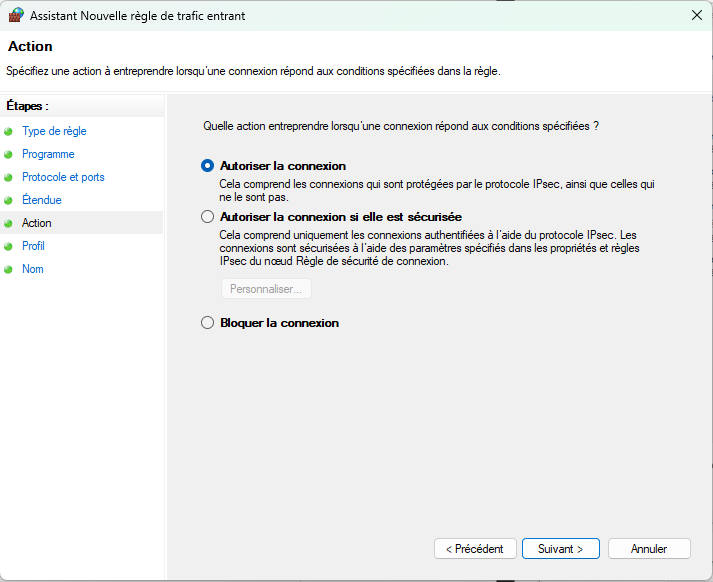 Assistant Nouvelle règle de trafic entrant
Action
Spécifiez une action à entreprendre lorsqu'une connexion répond aux conditions spécifiées dans la règle.
Étapes :
Type de règle
Programme
Protocole et ports
Étendue
Action
Profil
Nom
Quelle action entreprendre lorsqu'une connexion répond aux conditions spécifiées ?
Autoriser la connexion
Cela comprend les connexions qui sont protégées par le protocole IPsec, ainsi que celles qui
ne le sont pas.
Autoriser la connexion si elle est sécurisée
Cela comprend uniquement les connexions authentifiées à l'aide du protocole IPsec. Les
connexions sont sécurisées à l'aide des paramètres spécifiés dans les propriétés et règles
IPsec du nœud Règle de sécurité de connexion.
Personnaliser...
Bloquer la connexion
< Précédent
Suivant >
Annuler